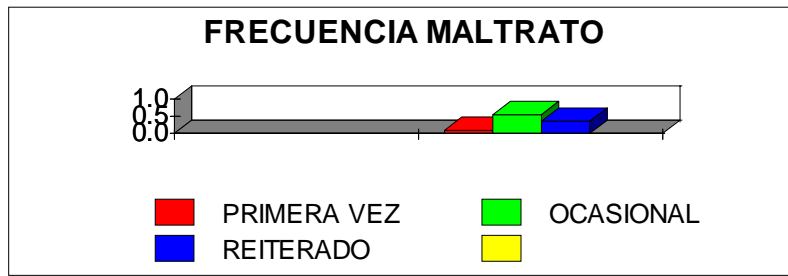 FRECUENCIA MALTRATO
1.0
0.5
0.0
PRIMERA VEZ
OCASIONAL
REITERADO